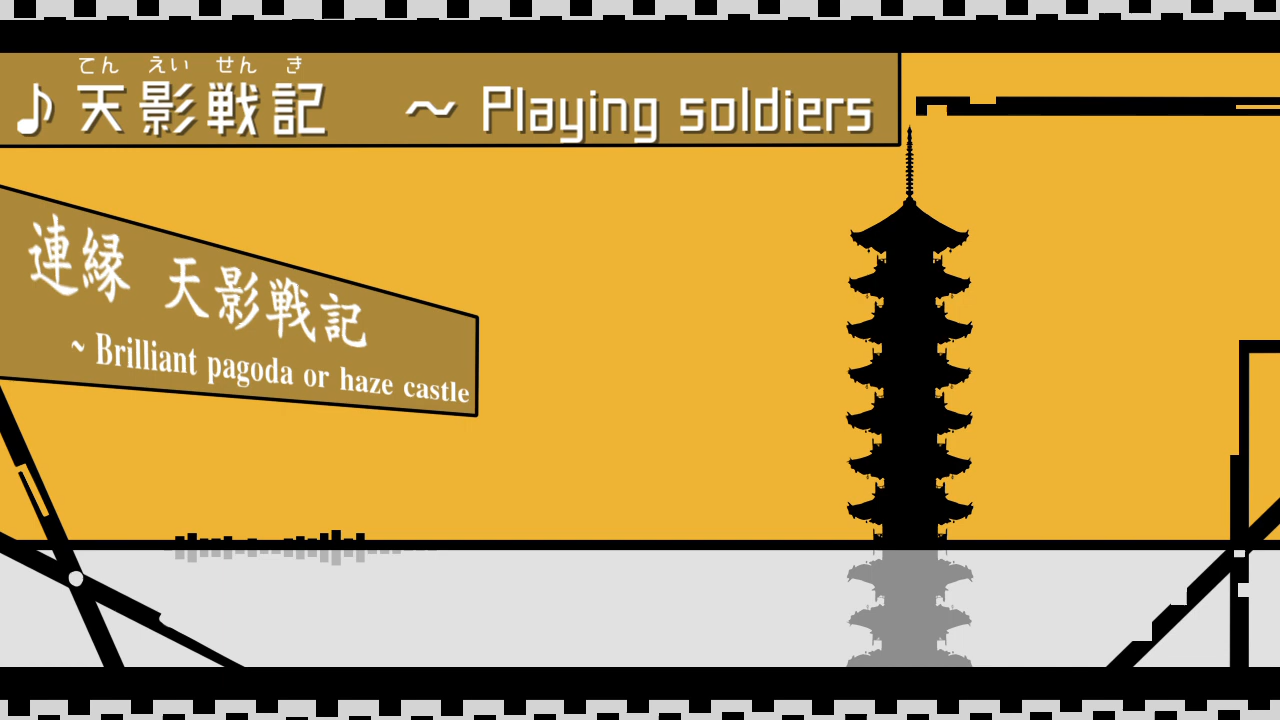 てん えい せん き
♪天影戦記 ～ Playing soldiers
連縁 天影戦記
~ Brilliant pagoda or haze castle